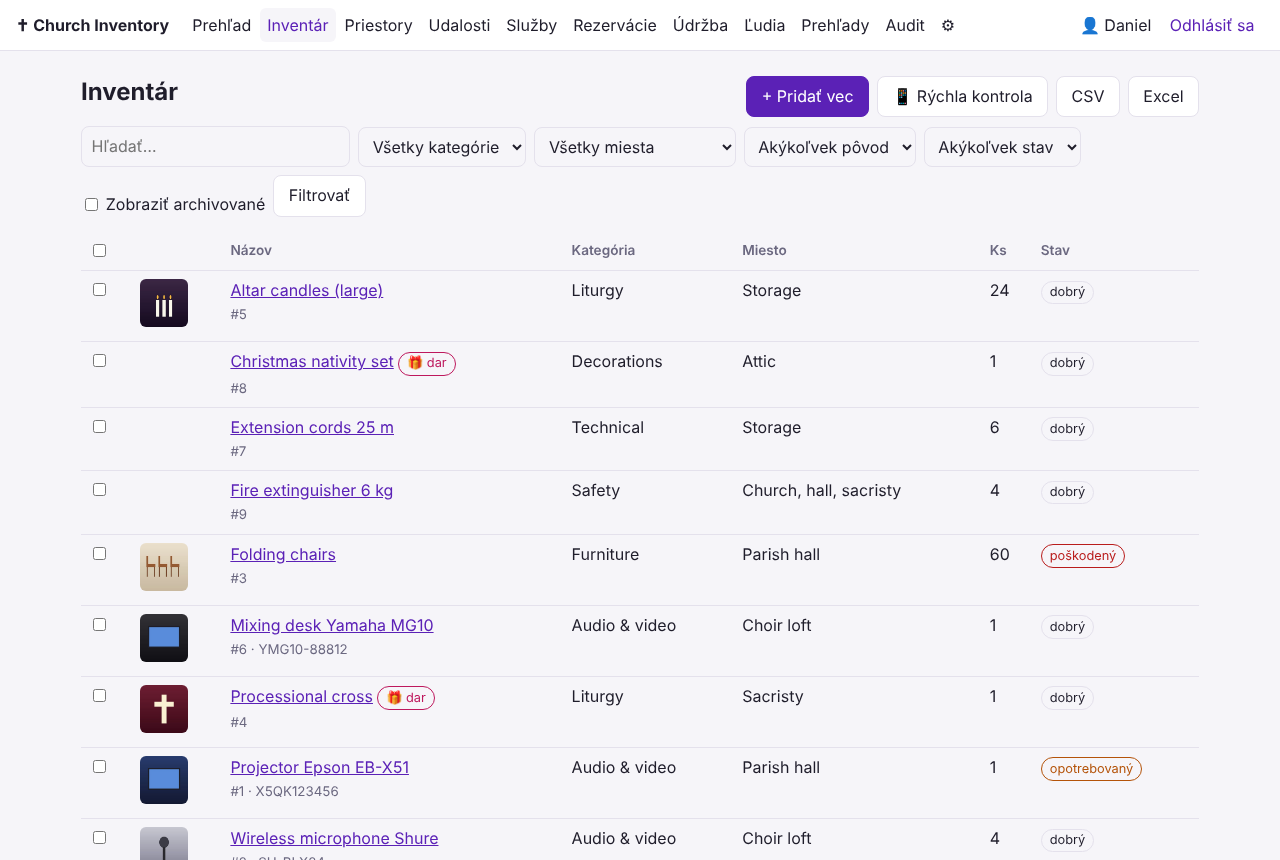 ✝ Church Inventory Prehľad Inventár Priestory Udalosti Služby Rezervácie Údržba Ľudia Prehľady Audit ⚙ 👤 Daniel Odhlásiť sa
Inventár + Pridať vec 📱 Rýchla kontrola CSV Excel
Hľadať… Všetky kategórie Všetky miesta Akýkoľvek pôvod Akýkoľvek stav
Zobraziť archivované Filtrovať
Názov Kategória Miesto Ks Stav
Altar candles (large) Liturgy Storage 24 dobrý
#5
Christmas nativity set 🎁 dar Decorations Attic 1 dobrý
#8
Extension cords 25 m Technical Storage 6 dobrý
#7
Fire extinguisher 6 kg Safety Church, hall, sacristy 4 dobrý
#9
Folding chairs Furniture Parish hall 60 poškodený
#3
Mixing desk Yamaha MG10 Audio & video Choir loft 1 dobrý
#6 · YMG10-88812
Processional cross 🎁 dar Liturgy Sacristy 1 dobrý
#4
Projector Epson EB-X51 Audio & video Parish hall 1 opotrebovaný
#1 · X5QK123456
Wireless microphone Shure Audio & video Choir loft 4 dobrý